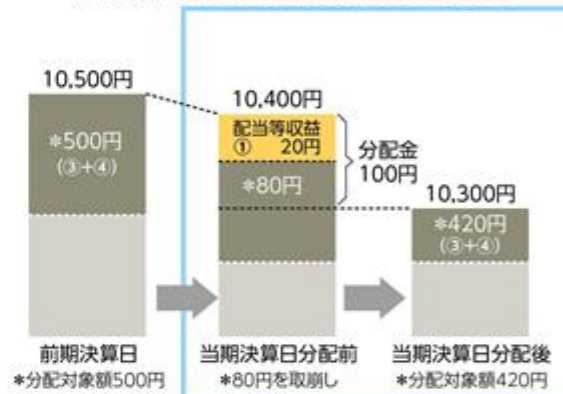 10,500円
*500円
(③+④)
10,400円
配当等収益
① 20円
*80円
分配金
100円
10,300円
*420円
(③+④)
前期決算日
*分配対象額500円
当期決算日分配前
*80円を取崩し
当期決算日分配後
*分配対象額420円